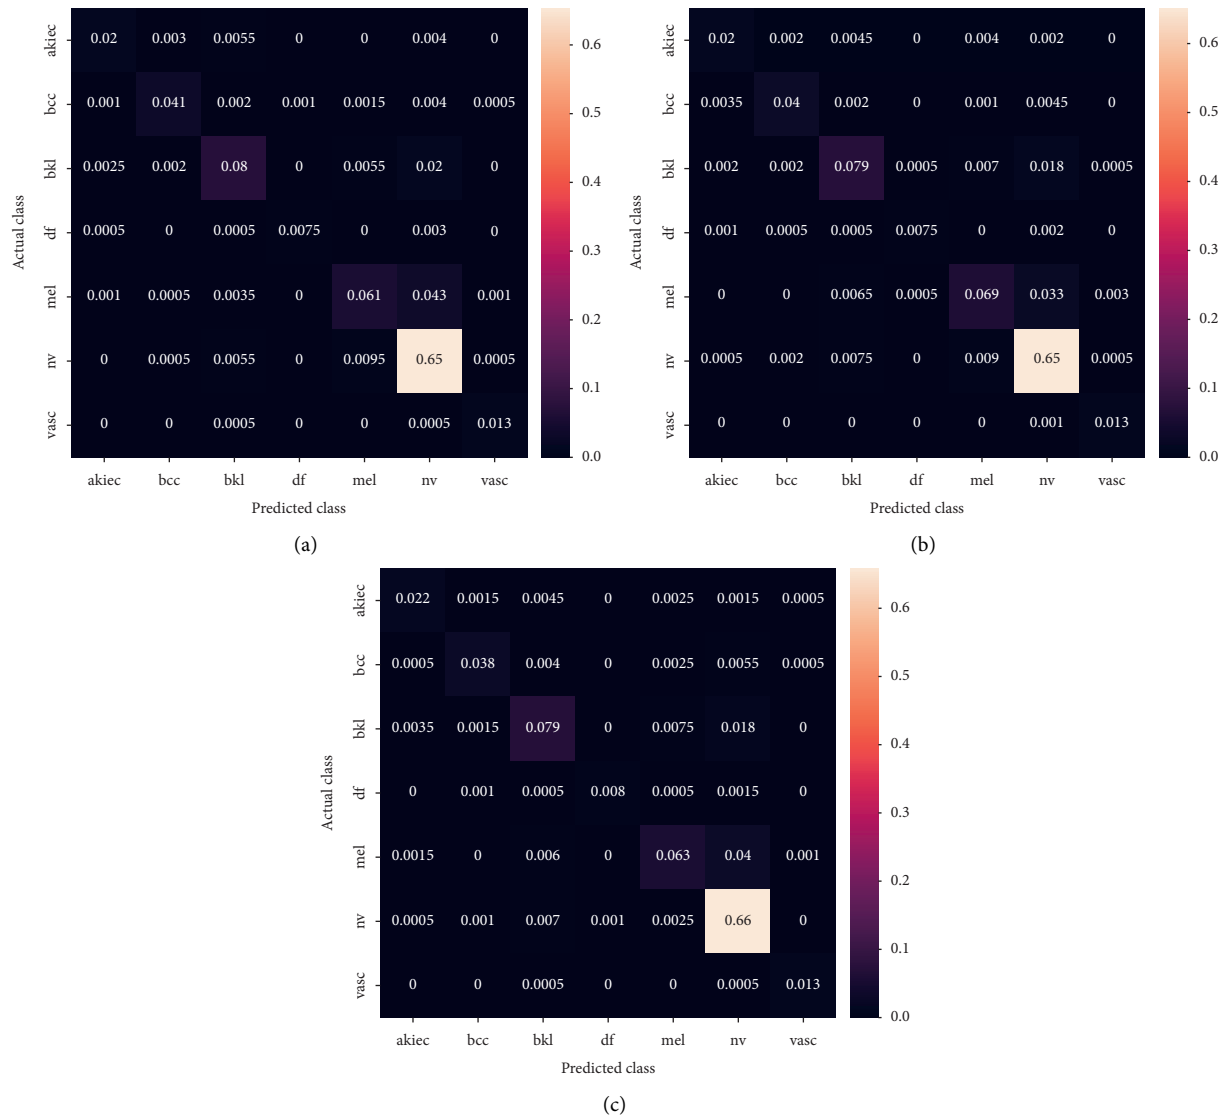 akiec 0.02 0.003 0.0055 0 0 0.004 0
bcc 0.001 0.041 0.002 0.001 0.0015 0.004 0.0005
bkl 0.0025 0.002 0.08 0 0.0055 0.02 0
df 0.0005 0 0.0005 0.0075 0 0.003 0
mel 0.001 0.0005 0.0035 0 0.061 0.043 0.001
nv 0 0.0005 0.0055 0 0.0095 0.65 0.0005
vasc 0 0 0.0005 0 0 0.0005 0.013
Actual class
akiec bcc bkl df mel nv vasc
Predicted class
0.6
0.5
0.4
0.3
0.2
0.1
0.0
(a)
akiec 0.02 0.002 0.0045 0 0.004 0.002 0
bcc 0.0035 0.04 0.002 0 0.001 0.0045 0
bkl 0.002 0.002 0.079 0.0005 0.007 0.018 0.0005
df 0.001 0.0005 0.0005 0.0075 0 0.002 0
mel 0 0 0.0065 0.0005 0.069 0.033 0.003
nv 0.0005 0.002 0.0075 0 0.009 0.65 0.0005
vasc 0 0 0 0 0 0.001 0.013
Actual class
akiec bcc bkl df mel nv vasc
Predicted class
0.6
0.5
0.4
0.3
0.2
0.1
0.0
(b)
akiec 0.022 0.0015 0.0045 0 0.0025 0.0015 0.0005
bcc 0.0005 0.038 0.004 0 0.0025 0.0055 0.0005
bkl 0.0035 0.0015 0.079 0 0.0075 0.018 0
df 0 0.001 0.0005 0.008 0.0005 0.0015 0
mel 0.0015 0 0.006 0 0.063 0.04 0.001
nv 0.0005 0.001 0.007 0.001 0.0025 0.66 0
vasc 0 0 0.0005 0 0 0.0005 0.013
Actual class
akiec bcc bkl df mel nv vasc
Predicted class
0.6
0.5
0.4
0.3
0.2
0.1
0.0
(c)